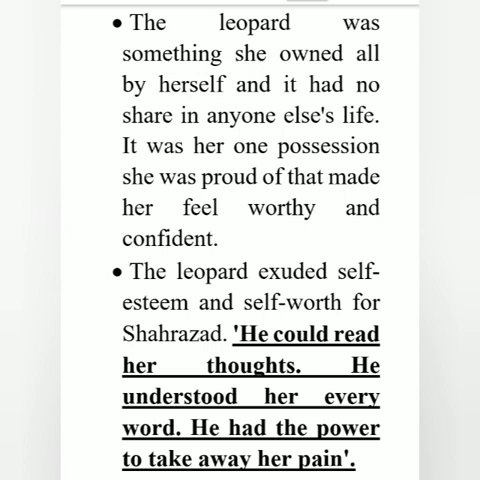 • The leopard was
something she owned all
by herself and it had no
share in anyone else's life.
It was her one possession
she was proud of that made
her feel worthy and
confident.
• The leopard exuded self-
esteem and self-worth for
Shahrazad. 'He could read
her thoughts. He
understood her every
word. He had the power
to take away her pain'.